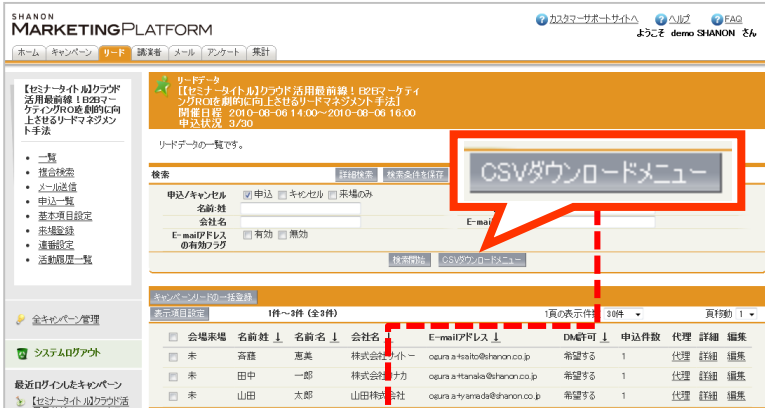 SHANON
MARKETINGPLATFORM
カスタマーサポートサイトへ ヘルプ FAQ
ようこそ demo SHANON さん
ホーム キャンペーン リード 講演者 メール アンケート 集計
【セミナータイトル】クラウド
活用最前線!B2Bマー
ケティングROIを劇的に向
上させるリードマネジメン
ト手法
一覧
複合検索
メール送信
申込一覧
基本項目設定
来場登録
連番設定
活動履歴一覧
全キャンペーン管理
システムログアウト
最近ログインしたキャンペーン
【セミナータイトル】クラウド活
リードデータ
[【セミナータイトル】クラウド活用最前線!B2Bマーケティ
ングROIを劇的に向上させるリードマネジメント手法]
開催日程 2010-08-06 14:00~2010-08-06 16:00
申込状況 3/30
リードデータの一覧です。
検索 詳細検索 検索条件を保存
CSVダウンロードメニュー
申込/キャンセル 申込 キャンセル 来場のみ
名前:姓
会社名 E-mai
E-mailアドレス
の有効フラグ 有効 無効
検索開始 CSVダウンロードメニュー
キャンペーンリードの一括登録
表示項目設定 1件~3件 (全3件) 1頁の表示件数 30件 頁移動 1
会場来場 名前:姓 ↓ 名前:名 ↓ 会社名 ↓ E-mailアドレス ↓ DM許可 ↓ 申込件数 代理 詳細 編集
未 斉藤 恵美 株式会社サイトー ogura.a+saito@shanon.co.jp 希望する 1 代理 詳細 編集
未 田中 一郎 株式会社 ナカ ogura.a+tanaka@shanon.co.jp 希望する 1 代理 詳細 編集
未 山田 太郎 山田株式会社 ogura.a+yamada@shanon.co.jp 希望する 1 代理 詳細 編集